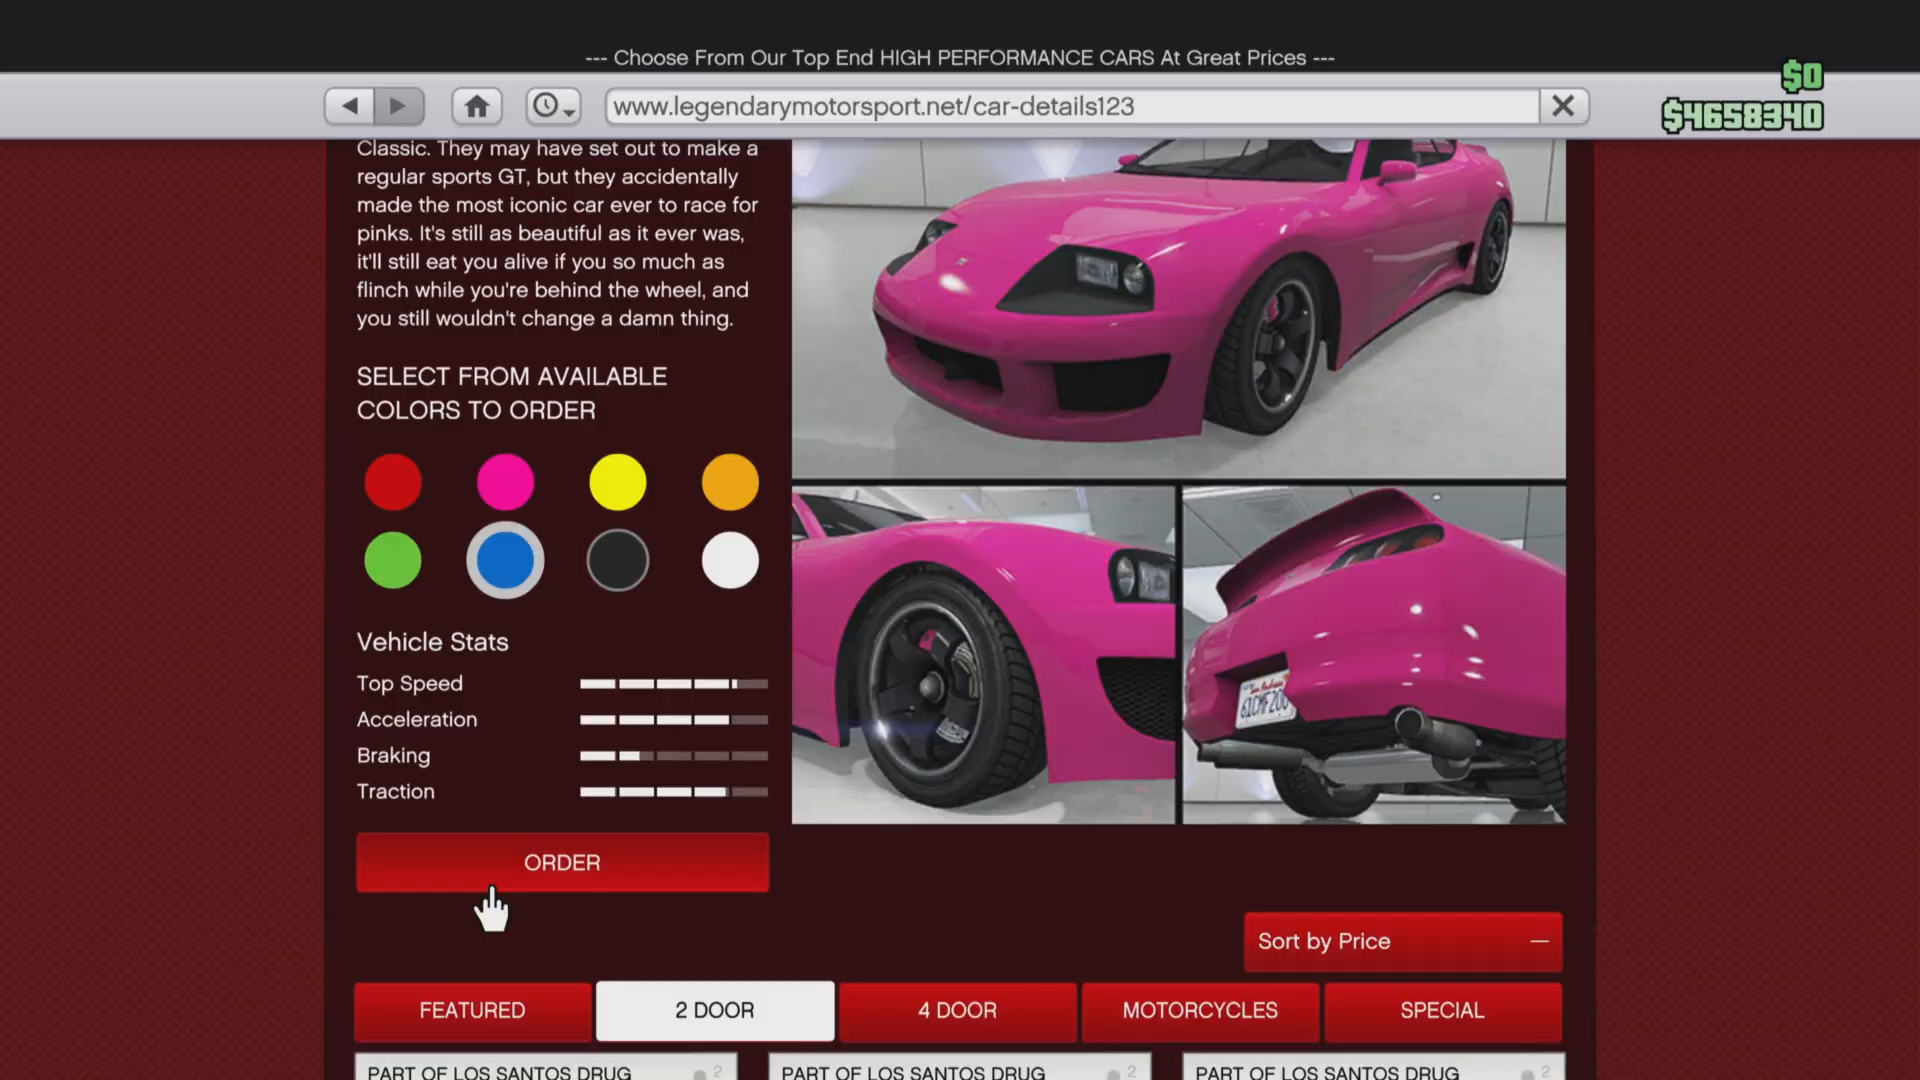 --- Choose From Our Top End HIGH PERFORMANCE CARS At Great Prices ---
$0
www.legendarymotorsport.net/car-details123
$4658340
Classic. They may have set out to make a
regular sports GT, but they accidentally
made the most iconic car ever to race for
pinks. It's still as beautiful as it ever was,
it'll still eat you alive if you so much as
flinch while you're behind the wheel, and
you still wouldn't change a damn thing.
SELECT FROM AVAILABLE
COLORS TO ORDER
Vehicle Stats
Top Speed
Acceleration
Braking
Traction
ORDER
Sort by Price
FEATURED
2 DOOR
4 DOOR
MOTORCYCLES
SPECIAL
PART OF LOS SANTOS DRUG 2
PART OF LOS SANTOS DRUG 2
PART OF LOS SANTOS DRUG 2